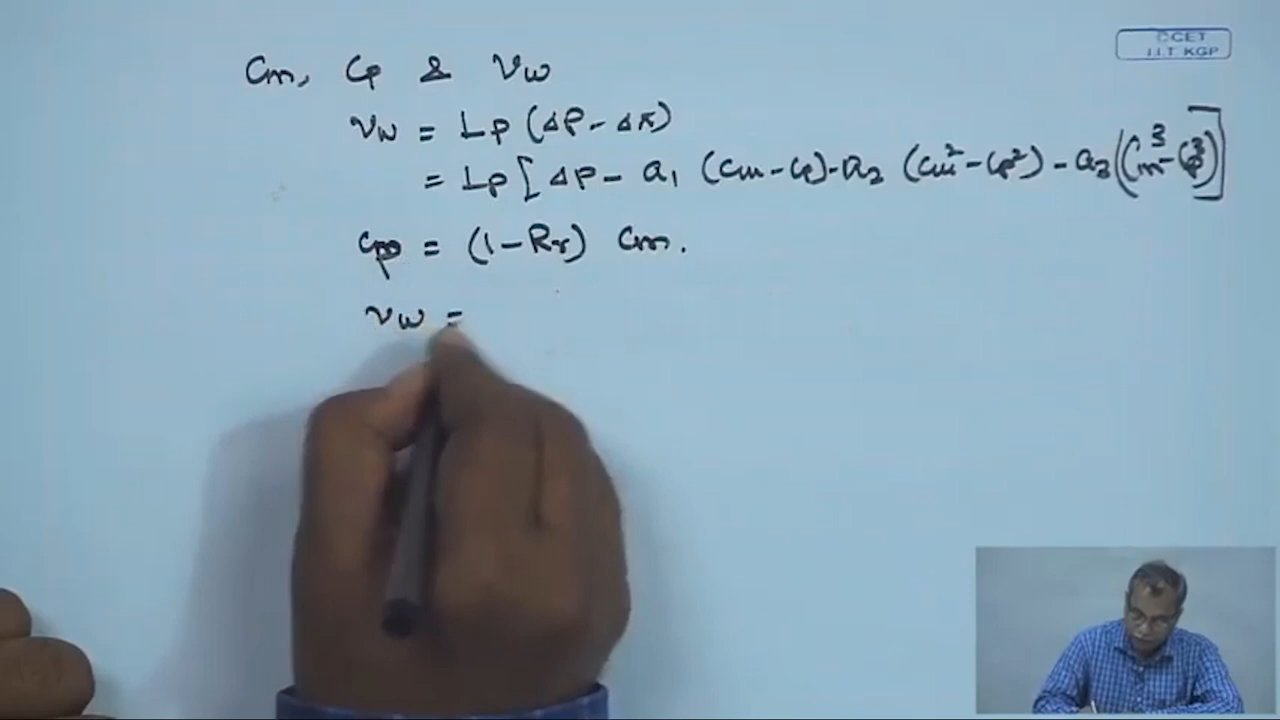 ©CET
I.I.T. KGP
Cm, Cp & Vw
Vw = Lp (ΔP - Δπ)
= Lp [ ΔP - a1 (Cm - Cp) - a2 (Cm² - Cp²) - a3 (Cm³ - Cp³) ]
Cp = (1 - Rr) Cm.
Vw =